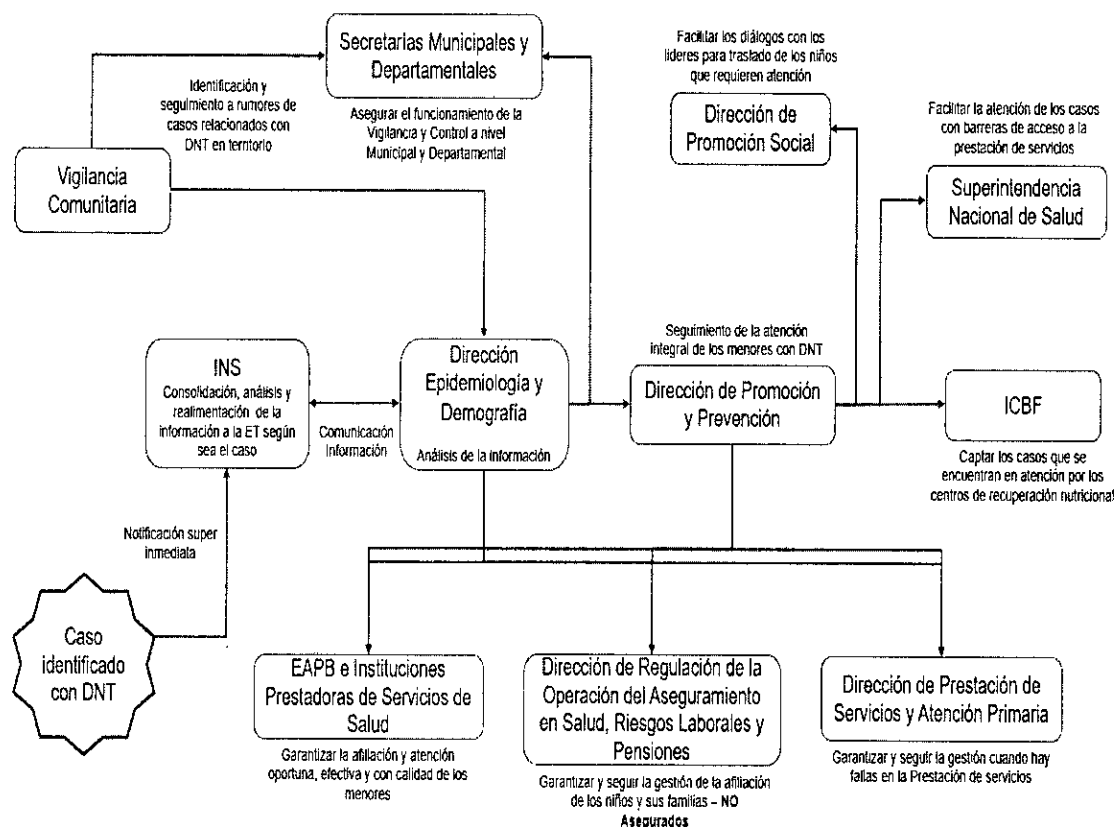 Secretarias Municipales y
Departamentales
Asegurar el funcionamiento de la
Vigilancia y Control a nivel
Municipal y Departamental
Identificación y
seguimiento a rumores de
casos relacionados con
DNT en territorio
Vigilancia
Comunitaria
Facilitar los diálogos con los
líderes para traslado de los niños
que requieren atención
Dirección de
Promoción Social
Facilitar la atención de los casos
con barreras de acceso a la
prestación de servicios
Superintendencia
Nacional de Salud
INS
Consolidación, análisis y
realimentación de la
información a la ET según
sea el caso
Comunicación
Información
Dirección
Epidemiología y
Demografía
Análisis de la información
Seguimiento de la atención
integral de los menores con DNT
Dirección de Promoción
y Prevención
ICBF
Captar los casos que se
encuentran en atención por los
centros de recuperación nutricional
Notificación super
inmediata
Caso
identificado
con DNT
EAPB e Instituciones
Prestadoras de Servicios de
Salud
Garantizar la afiliación y atención
oportuna, efectiva y con calidad de los
menores
Dirección de Regulación de la
Operación del Aseguramiento
en Salud, Riesgos Laborales y
Pensiones
Garantizar y seguir la gestión de la afiliación
de los niños y sus familias – NO
Asegurados
Dirección de Prestación de
Servicios y Atención Primaria
Garantizar y seguir la gestión cuando hay
fallas en la Prestación de servicios